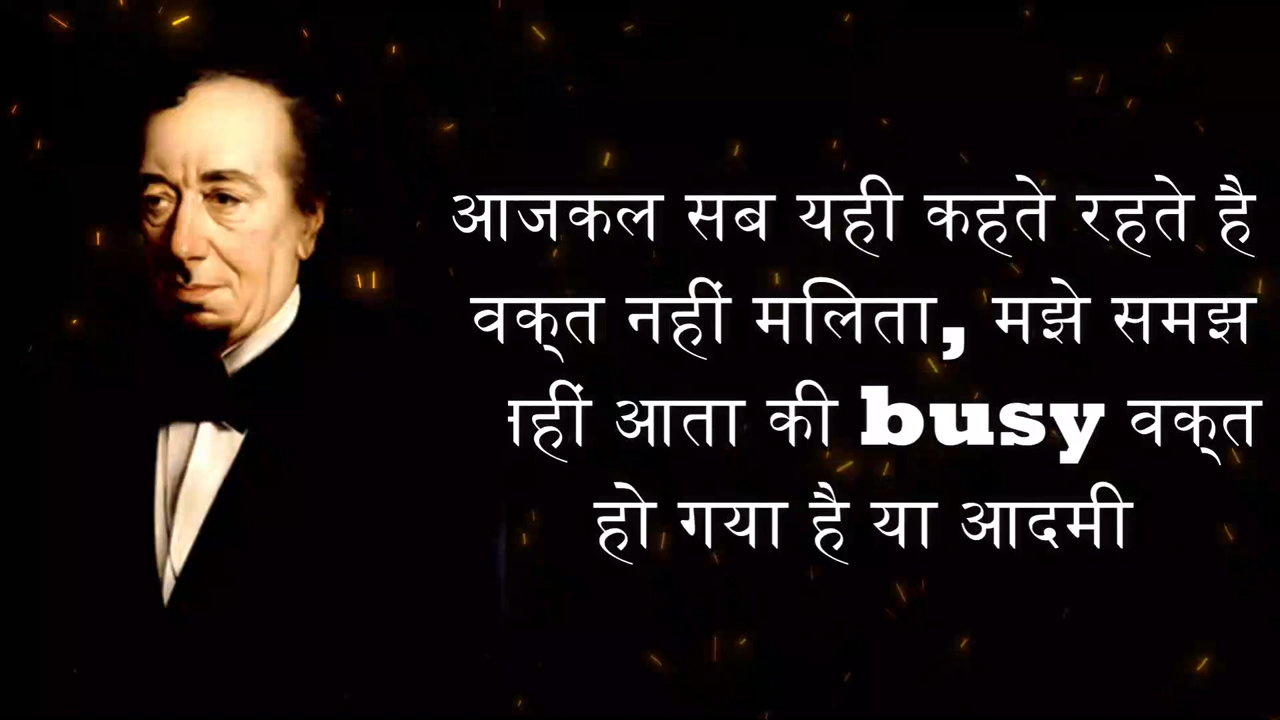 आजकल सब यही कहते रहते है
वक्‌त नहीं मलिता, मझे समझ
नहीं आता की busy वक्‌त
हो गया है या आदमी